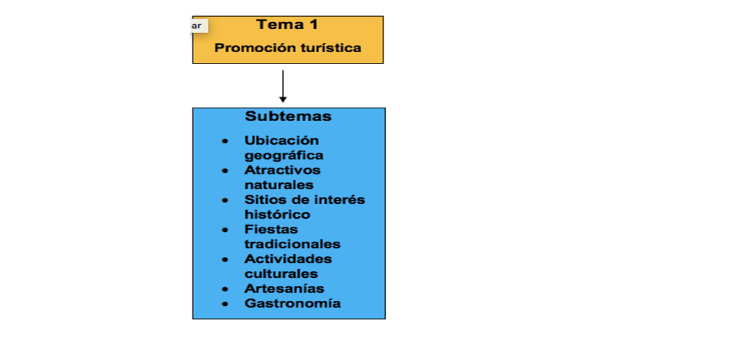 ar
Tema 1
Promoción turística
Subtemas
• Ubicación
geográfica
• Atractivos
naturales
• Sitios de interés
histórico
• Fiestas
tradicionales
• Actividades
culturales
• Artesanías
• Gastronomía